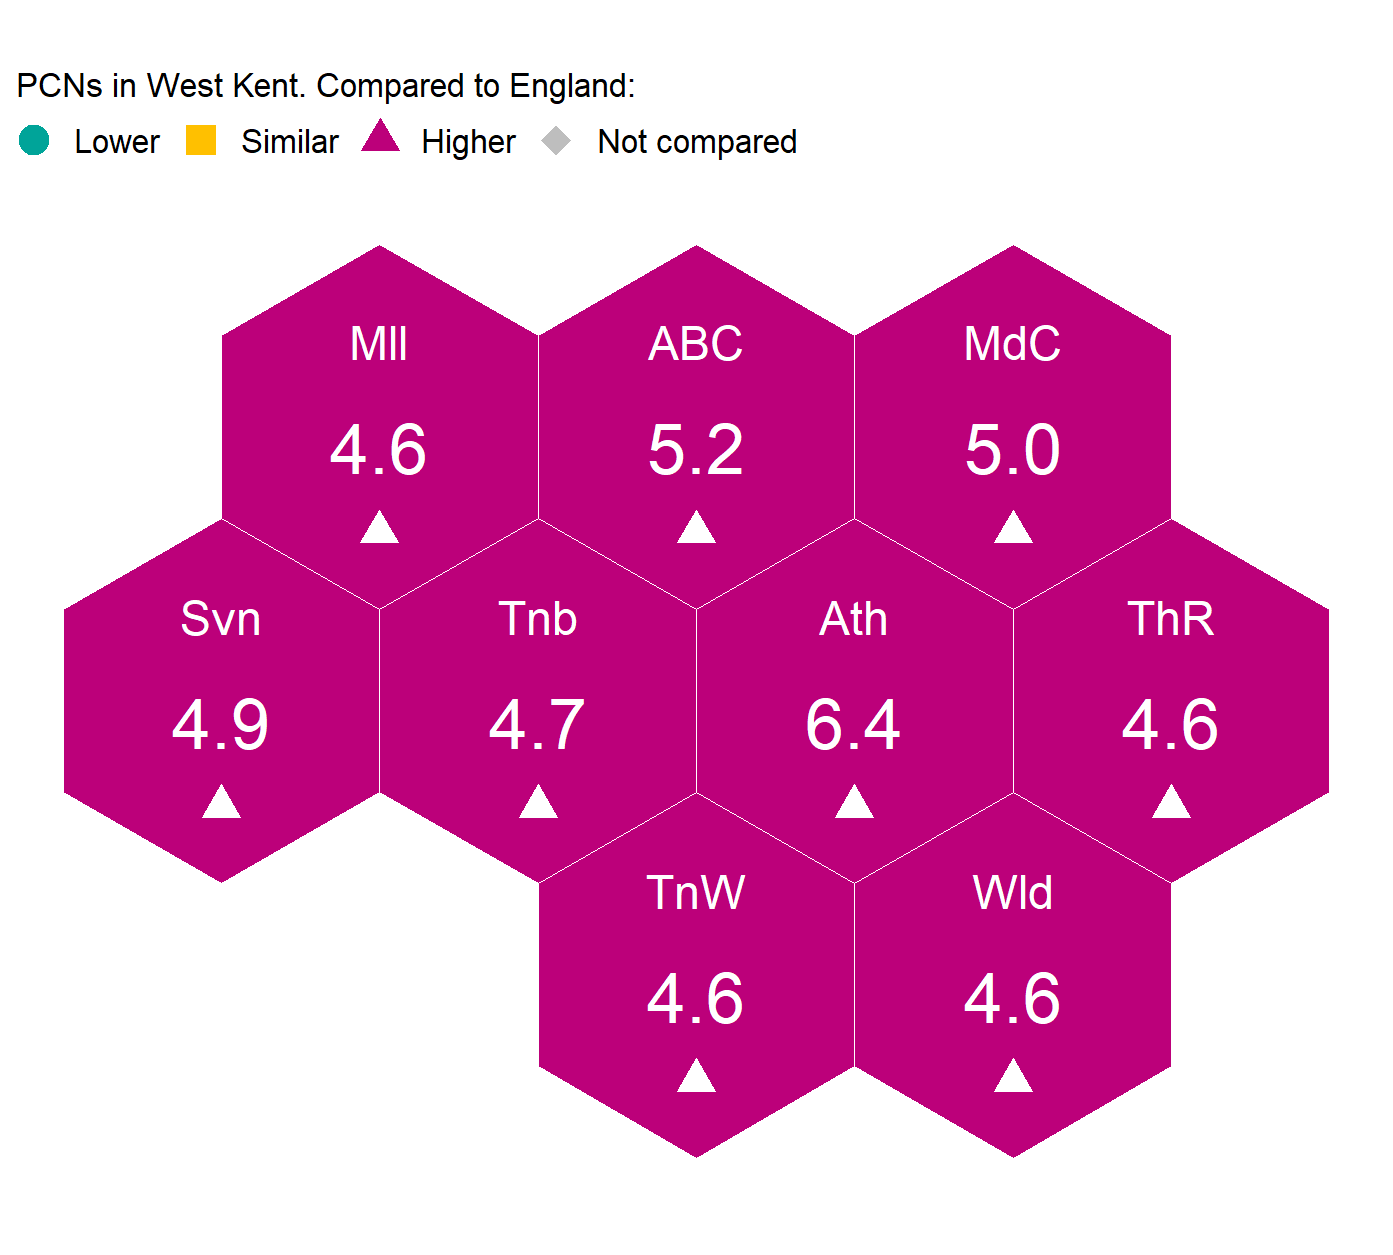 PCNs in West Kent. Compared to England:
Lower Similar Higher Not compared
Mll ABC MdC
4.6 5.2 5.0
Svn Tnb Ath ThR
4.9 4.7 6.4 4.6
TnW Wld
4.6 4.6